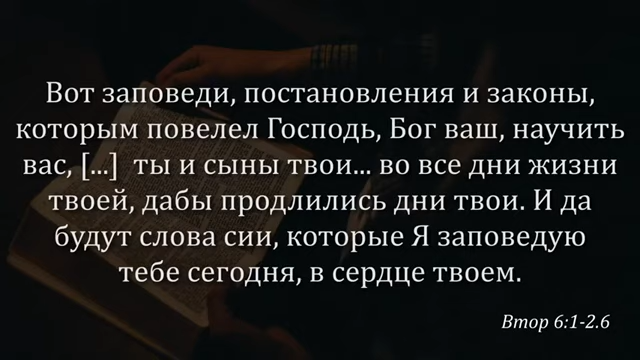 Вот заповеди, постановления и законы,
которым повелел Господь, Бог ваш, научить
вас, [...] ты и сыны твои... во все дни жизни
твоей, дабы продлились дни твои. И да
будут слова сии, которые Я заповедую
тебе сегодня, в сердце твоем.
Втор 6:1-2.6